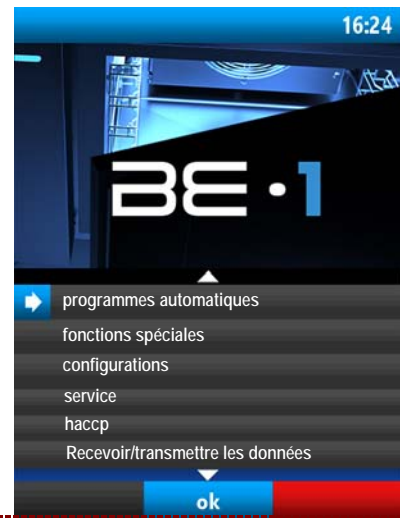 16:24
BE·1
programmes automatiques
fonctions spéciales
configurations
service
haccp
Recevoir/transmettre les données
ok